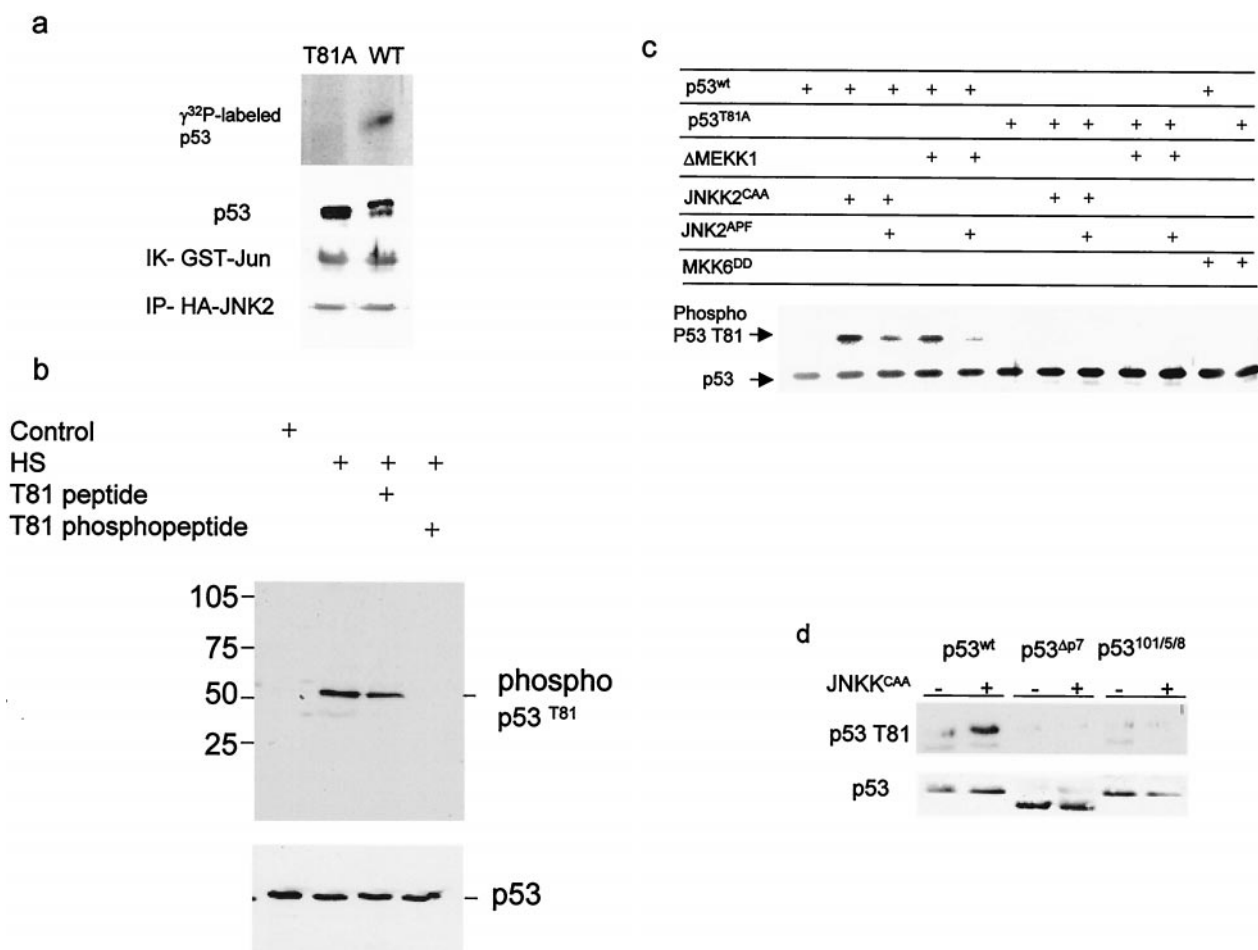 a
T81A WT
γ32P-labeled
p53
p53
IK- GST-Jun
IP- HA-JNK2
b
Control +
HS + + +
T81 peptide +
T81 phosphopeptide +
105
75
50
25
phospho
p53 T81
p53
c
p53wt + + + + + +
p53T81A + + + + + +
ΔMEKK1 + + + +
JNKK2CAA + + + +
JNK2APF + + + +
MKK6DD + +
Phospho
P53 T81
p53
d
p53wt p53Δp7 p53101/5/8
JNKKCAA - + - + - +
p53 T81
p53